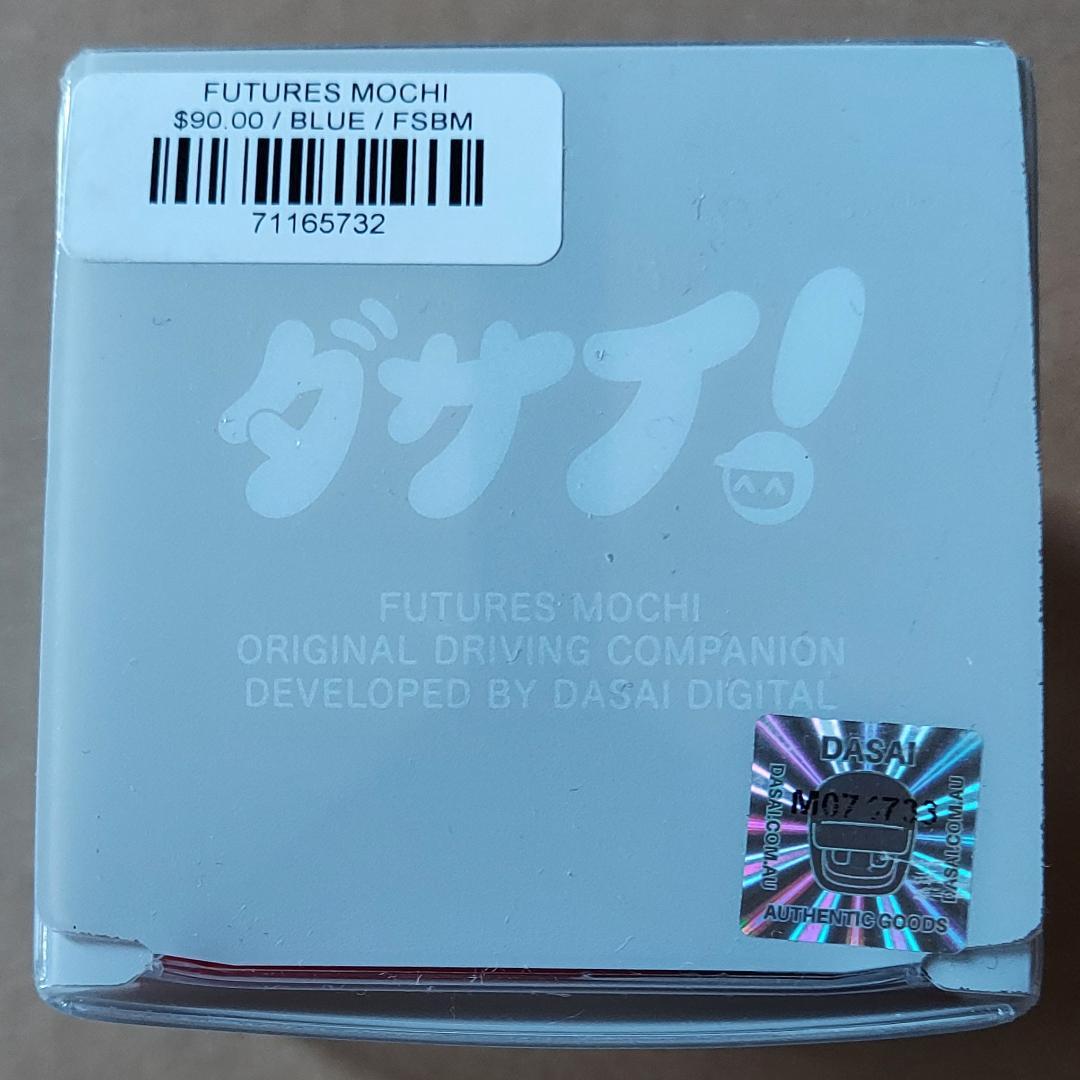 FUTURES MOCHI
$90.00 / BLUE / FSBM
71165732
ダサイ!
FUTURES MOCHI
ORIGINAL DRIVING COMPANION
DEVELOPED BY DASAI DIGITAL
DASAI
DASAI.COM.AU
DASAI.COM.AU
AUTHENTIC GOODS